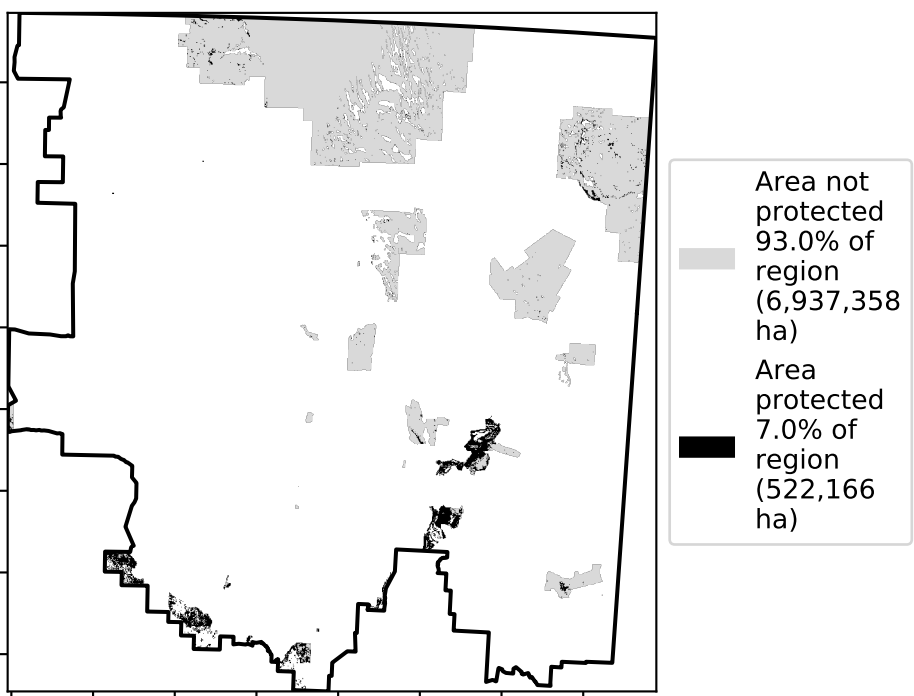 Area not
protected
93.0% of
region
(6,937,358
ha)
Area
protected
7.0% of
region
(522,166
ha)